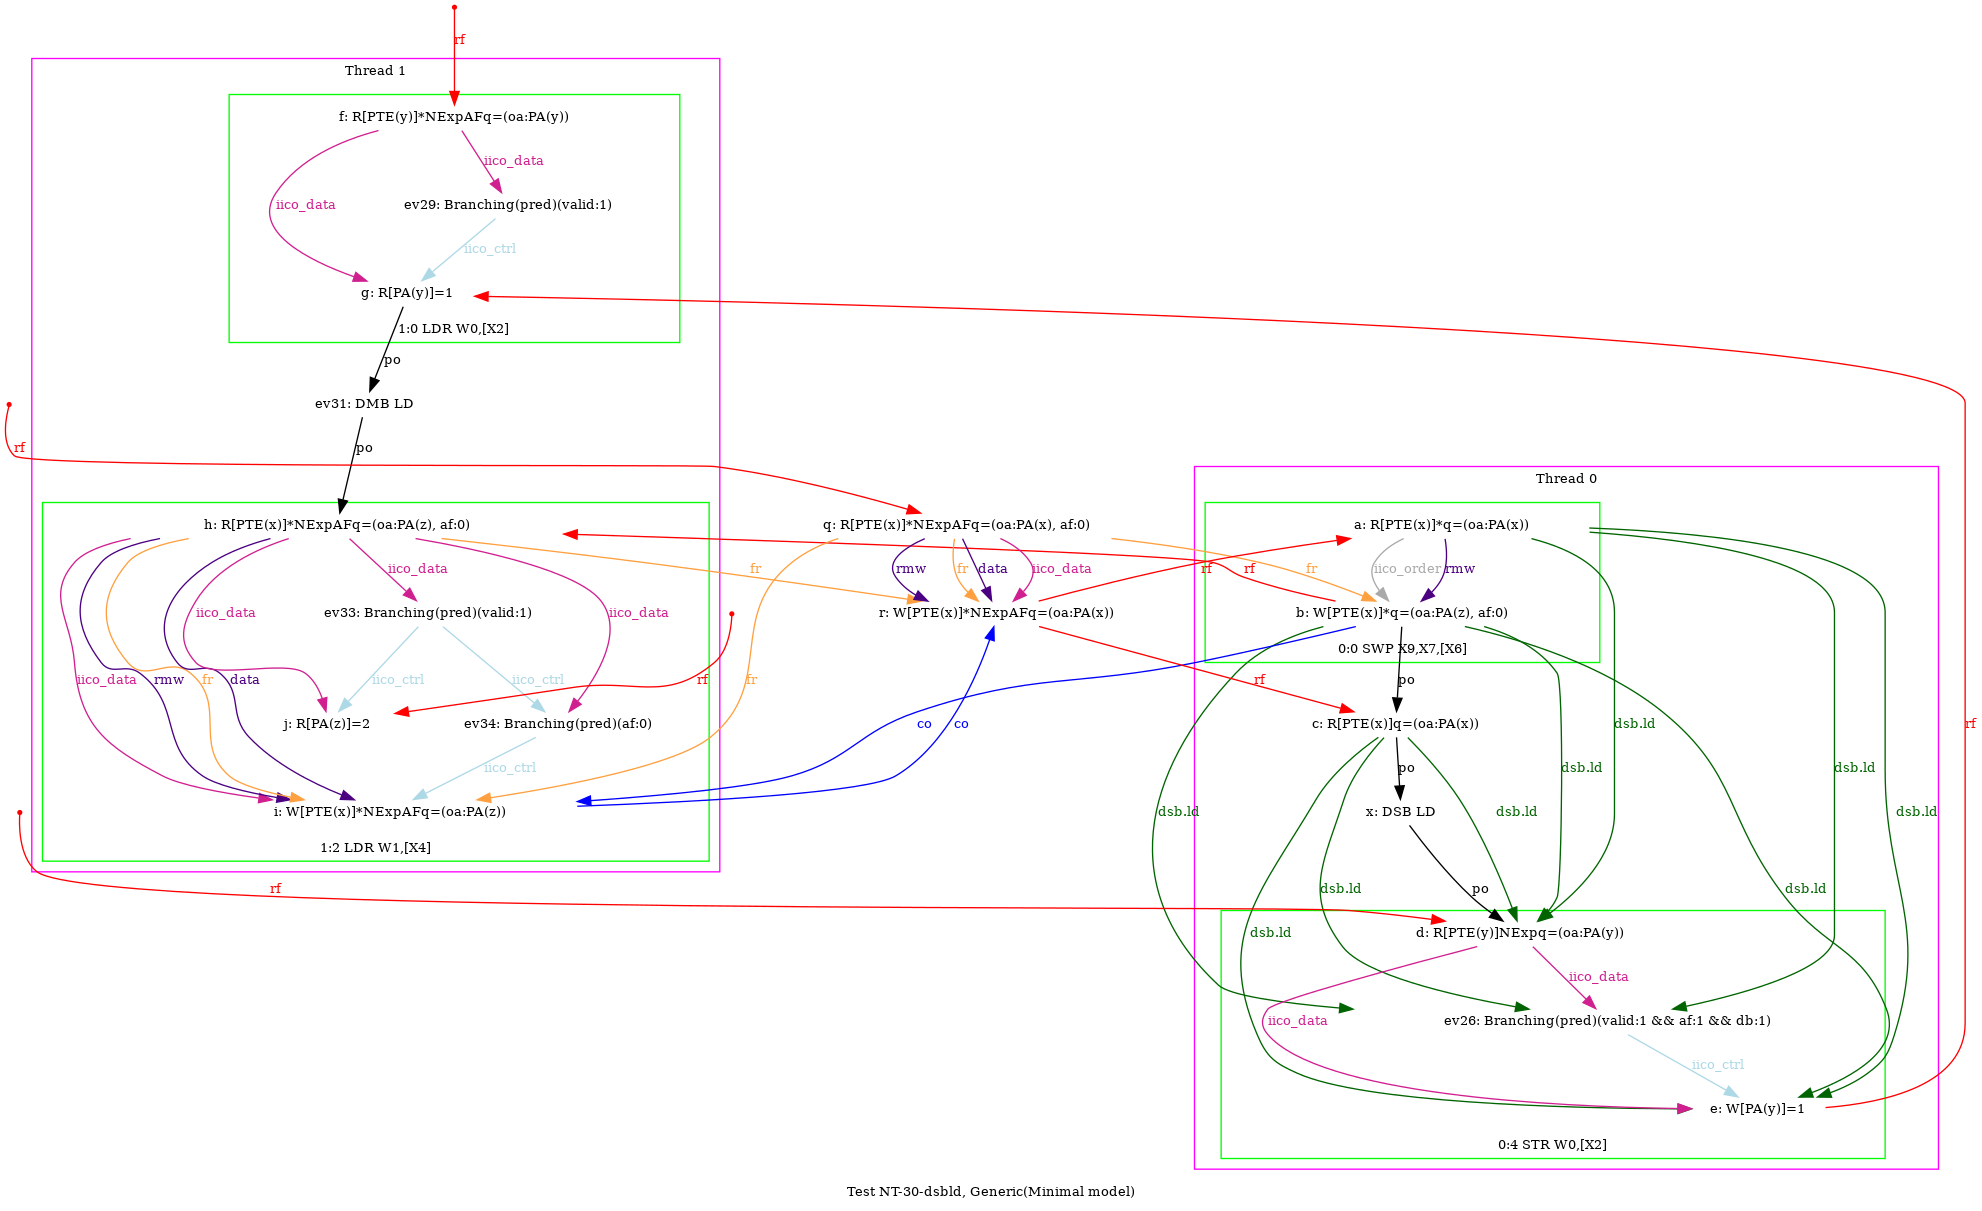 rf
Thread 1
f: R[PTE(y)]*NExpAFq=(oa:PA(y))
iico_data
iico_data
ev29: Branching(pred)(valid:1)
iico_ctrl
g: R[PA(y)]=1
1:0 LDR W0,[X2]
po
ev31: DMB LD
rf
po
Thread 0
h: R[PTE(x)]*NExpAFq=(oa:PA(z), af:0)
q: R[PTE(x)]*NExpAFq=(oa:PA(x), af:0)
a: R[PTE(x)]*q=(oa:PA(x))
iico_data
fr
rmw
fr
data
iico_data
rf
rf
fr
iico_order
rmw
dsb.ld
dsb.ld
dsb.ld
iico_data
ev33: Branching(pred)(valid:1)
iico_data
r: W[PTE(x)]*NExpAFq=(oa:PA(x))
b: W[PTE(x)]*q=(oa:PA(z), af:0)
0:0 SWP X9,X7,[X6]
iico_data
rmw
fr
data
iico_ctrl
iico_ctrl
rf
fr
rf
po
j: R[PA(z)]=2
ev34: Branching(pred)(af:0)
co
co
c: R[PTE(x)]q=(oa:PA(x))
rf
iico_ctrl
po
dsb.ld
i: W[PTE(x)]*NExpAFq=(oa:PA(z))
dsb.ld
x: DSB LD
dsb.ld
1:2 LDR W1,[X4]
rf
dsb.ld
po
dsb.ld
dsb.ld
d: R[PTE(y)]NExpq=(oa:PA(y))
iico_data
iico_data
ev26: Branching(pred)(valid:1 && af:1 && db:1)
iico_ctrl
e: W[PA(y)]=1
0:4 STR W0,[X2]
Test NT-30-dsbld, Generic(Minimal model)